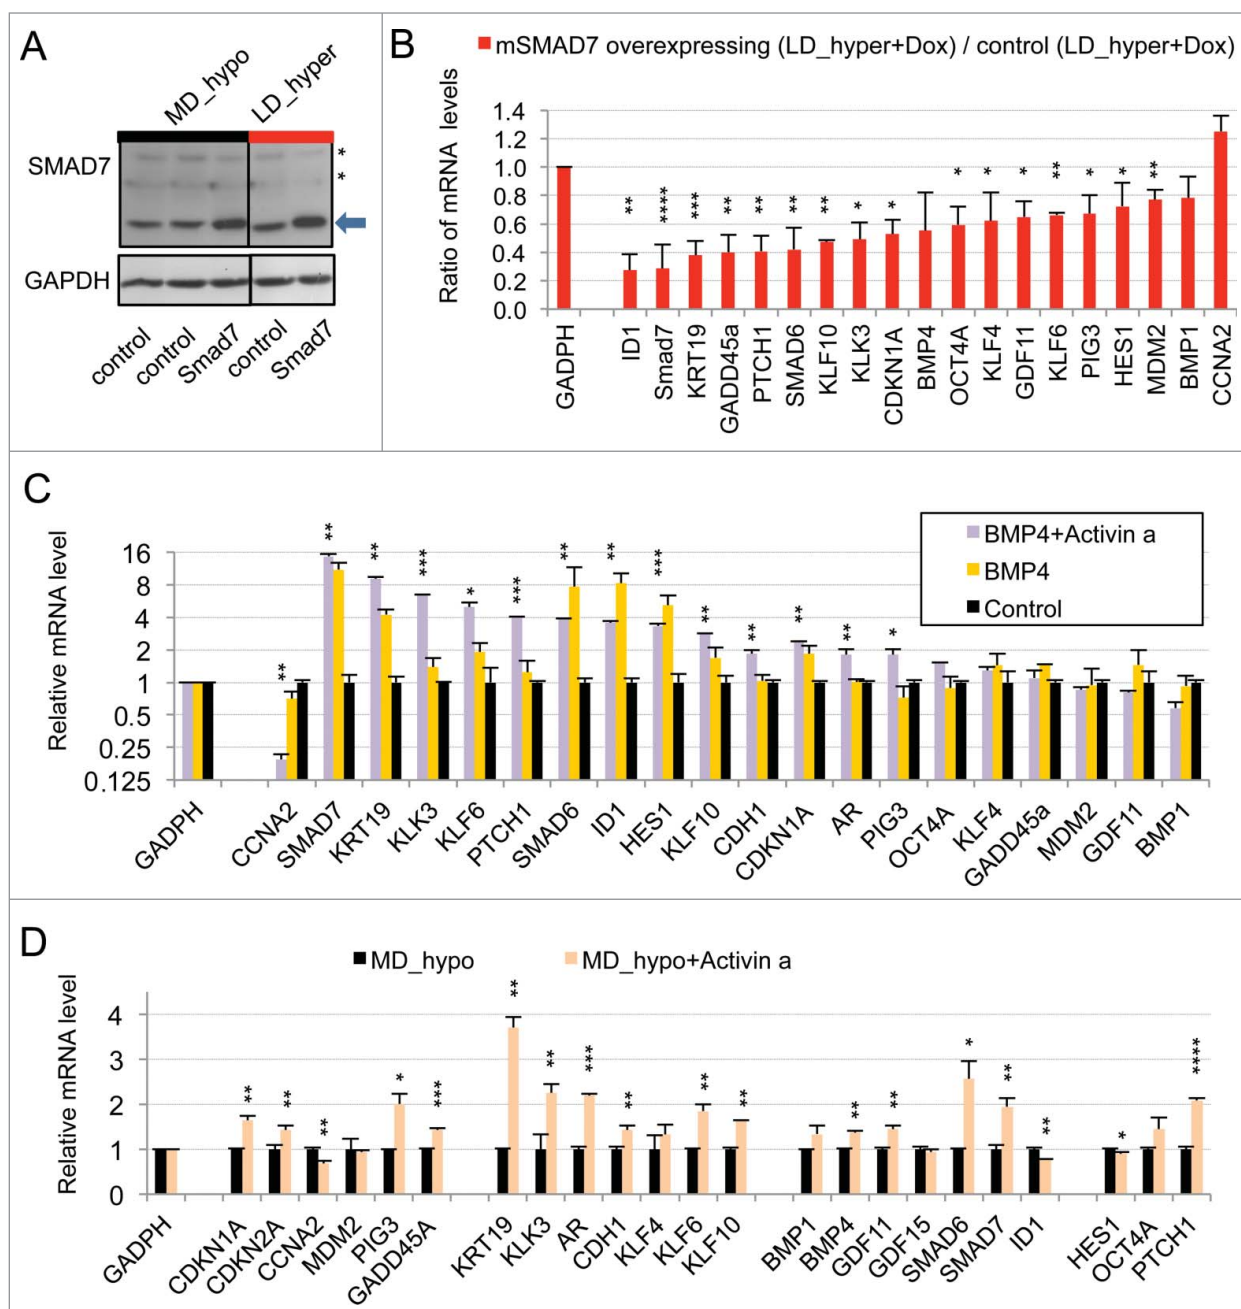 A
MD_hypo
LD_hyper
SMAD7
*
*
GAPDH
control
control
Smad7
control
Smad7
B
mSMAD7 overexpressing (LD_hyper+Dox) / control (LD_hyper+Dox)
Ratio of mRNA levels
1.4
1.2
1.0
0.8
0.6
0.4
0.2
0.0
** **** *** ** ** ** ** * * * * * ** * * **
GADPH
ID1
Smad7
KRT19
GADD45a
PTCH1
SMAD6
KLF10
KLK3
CDKN1A
BMP4
OCT4A
KLF4
GDF11
KLF6
PIG3
HES1
MDM2
BMP1
CCNA2
C
Relative mRNA level
16
8
4
2
1
0.5
0.25
0.125
BMP4+Activin a
BMP4
Control
** ** ** *** * *** ** ** *** ** ** ** ** *
GADPH
CCNA2
SMAD7
KRT19
KLK3
KLF6
PTCH1
SMAD6
ID1
HES1
KLF10
CDH1
CDKN1A
AR
PIG3
OCT4A
KLF4
GADD45a
MDM2
GDF11
BMP1
D
MD_hypo
MD_hypo+Activin a
Relative mRNA level
4
3
2
1
0
** ** ** * *** ** ** *** ** ** ** ** ** * ** ** * ****
GADPH
CDKN1A
CDKN2A
CCNA2
MDM2
PIG3
GADD45A
KRT19
KLK3
AR
CDH1
KLF4
KLF6
KLF10
BMP1
BMP4
GDF11
GDF15
SMAD6
SMAD7
ID1
HES1
OCT4A
PTCH1